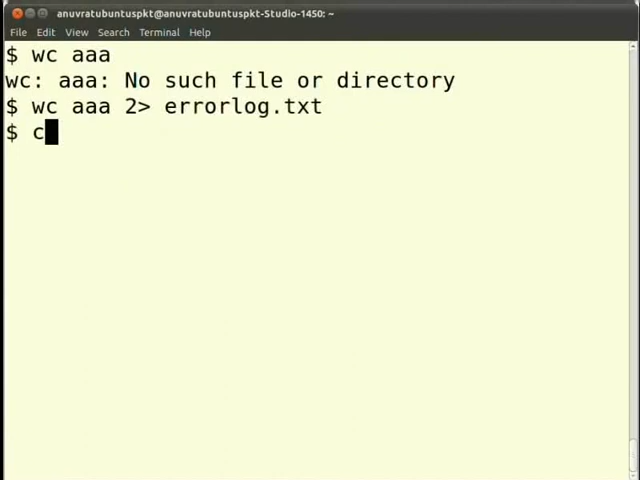 anuvratubuntuspkt@anuvratubuntuspkt-Studio-1450: ~
File Edit View Search Terminal Help
$ wc aaa
wc: aaa: No such file or directory
$ wc aaa 2> errorlog.txt
$ c